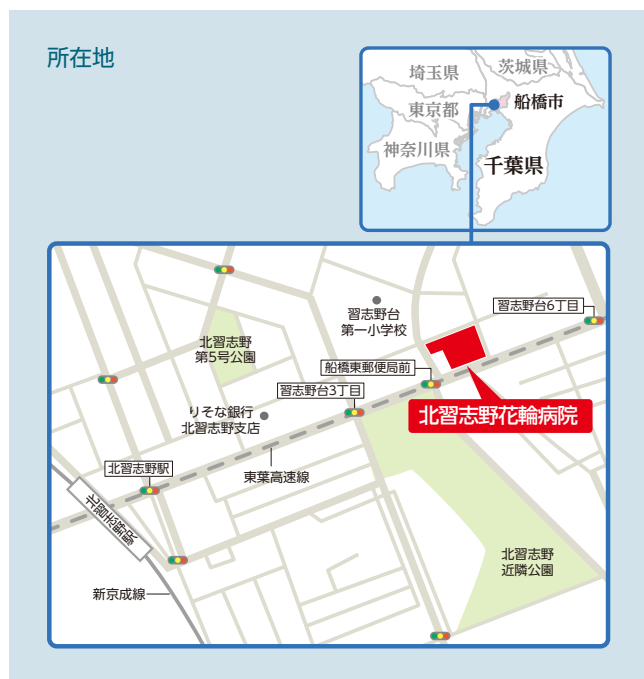 所在地
埼玉県
茨城県
東京都
船橋市
神奈川県
千葉県
習志野台
第一小学校
習志野台6丁目
北習志野
第5号公園
船橋東郵便局前
習志野台3丁目
りそな銀行
北習志野支店
北習志野花輪病院
北習志野駅
東葉高速線
北習志野駅
北習志野
近隣公園
新京成線